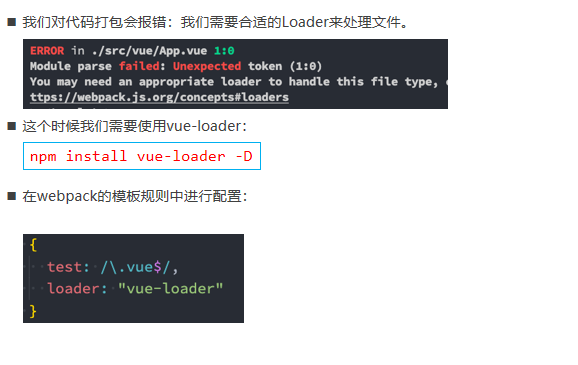 我们对代码打包会报错：我们需要合适的Loader来处理文件。
ERROR in ./src/vue/App.vue 1:0
Module parse failed: Unexpected token (1:0)
You may need an appropriate loader to handle this file type,
ttps://webpack.js.org/concepts#loaders
这个时候我们需要使用vue-loader：
npm install vue-loader -D
在webpack的模板规则中进行配置：
{
test: /\.vue$/,
loader: "vue-loader"
}